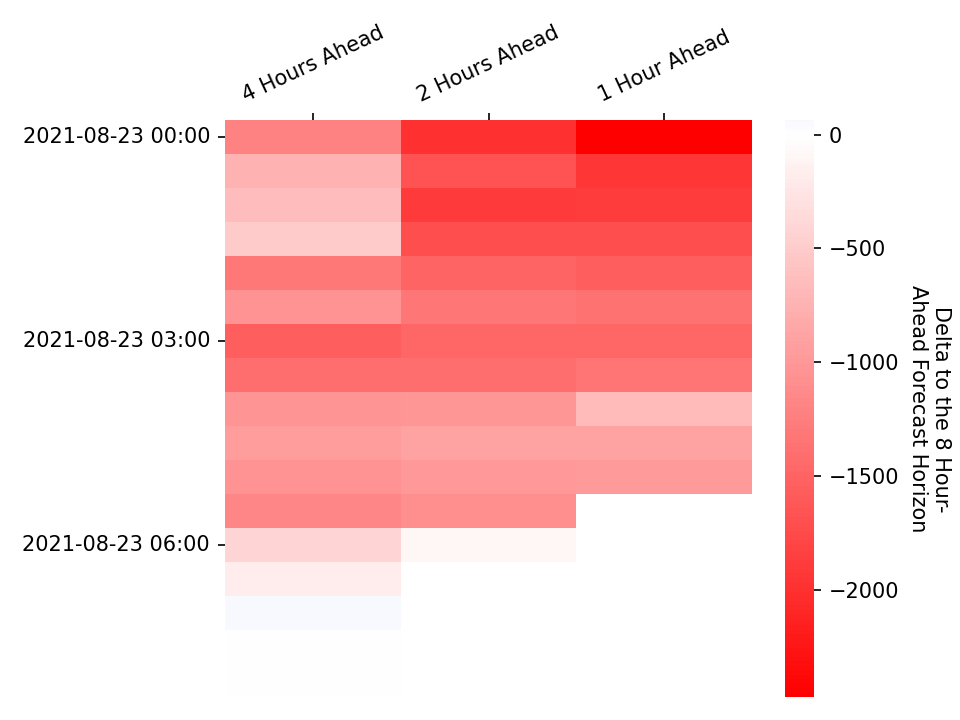 4 Hours Ahead
2 Hours Ahead
1 Hour Ahead
2021-08-23 00:00
2021-08-23 03:00
2021-08-23 06:00
0
−500
−1000
−1500
−2000
Delta to the 8 Hour-
Ahead Forecast Horizon